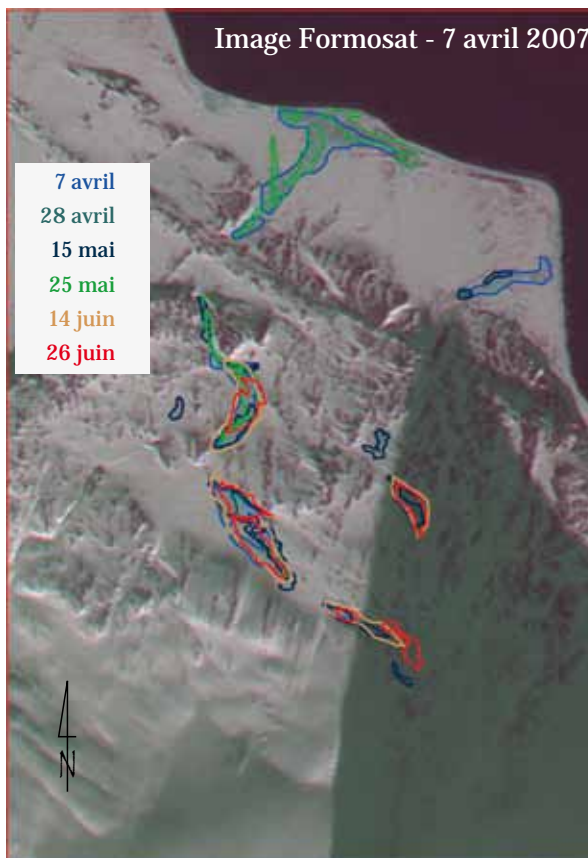 Image Formosat - 7 avril 2007
7 avril
28 avril
15 mai
25 mai
14 juin
26 juin
N